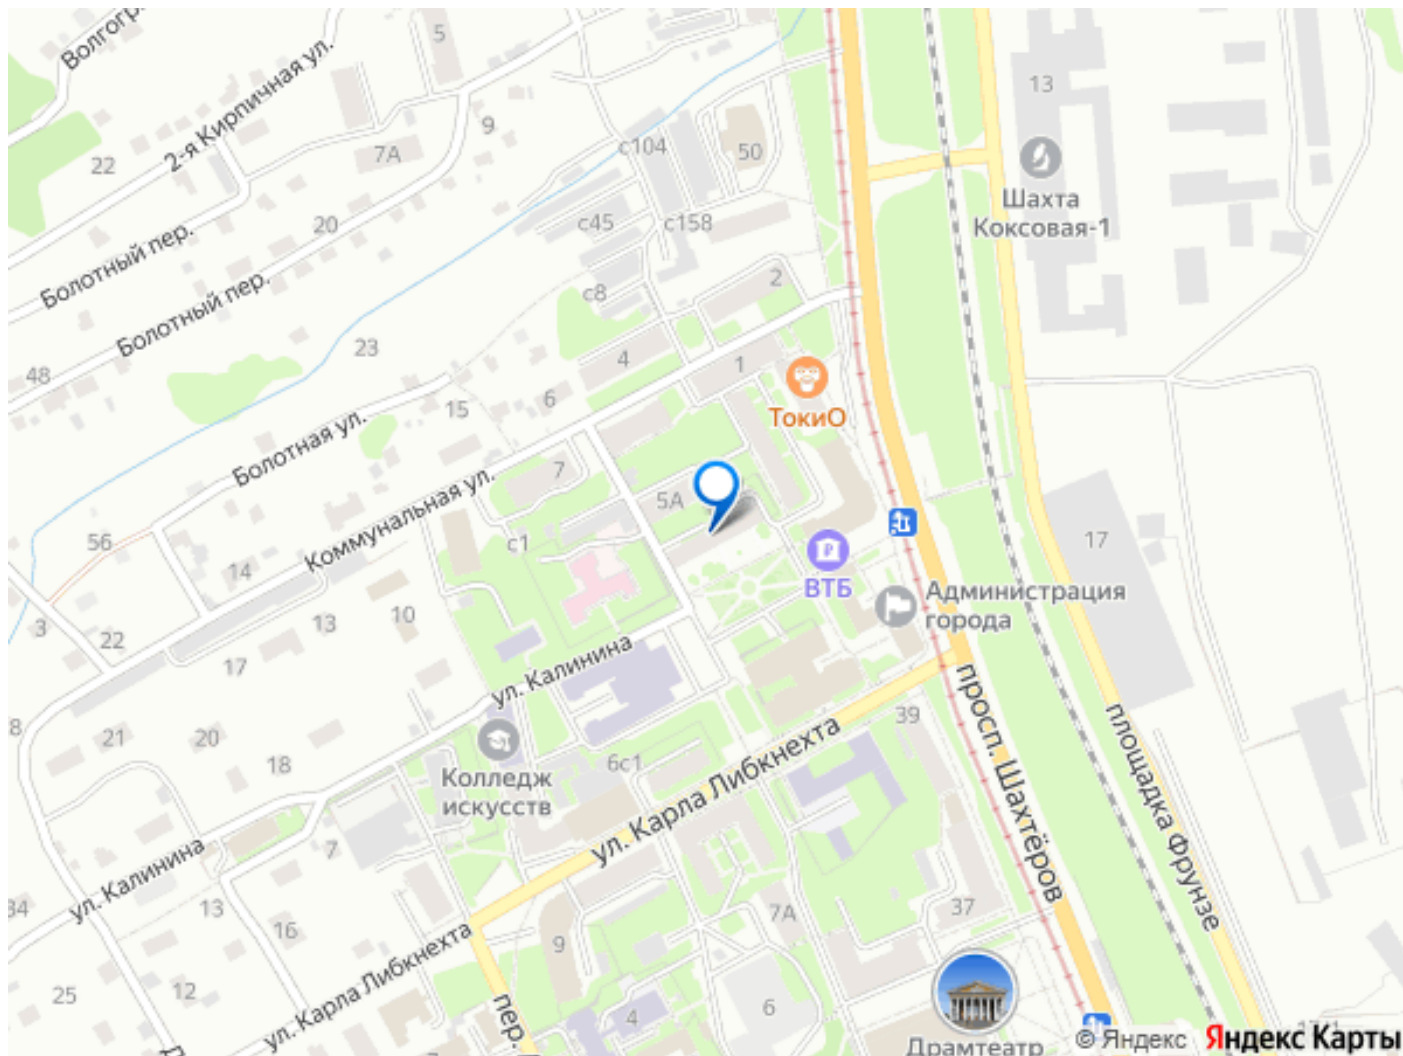 Волгогр
5
2-я Кирпичная ул.
13
22
9
7А
с104
50
Шахта
Коксовая-1
20
с45
с158
Болотный пер.
Болотный пер.
2
с8
23
4
1
48
ТокиО
15
6
Болотная ул.
7
5А
Коммунальная ул.
17
56
с1
ВТБ
14
Администрация
города
10
3
22
13
17
ул. Калинина
просп. Шахтёров
39
8
21
20
площадка Фрунзе
18
6с1
Колледж
искусств
ул. Карла Либкнехта
7
ул. Калинина
34
13
37
7А
16
9
ул. Карла Либкнехта
25
12
пер.
6
4
Драмтеатр
© Яндекс
Яндекс Карты